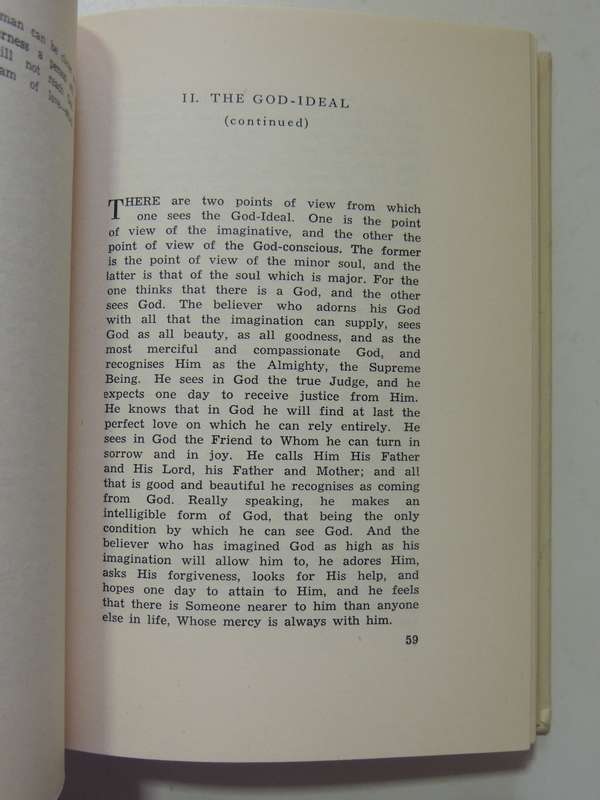 man can be
erness a person
ill not reach
am of love
II. THE GOD-IDEAL
(continued)
THERE are two points of view from which
one sees the God-Ideal. One is the point
of view of the imaginative, and the other the
point of view of the God-conscious. The former
is the point of view of the minor soul, and the
latter is that of the soul which is major. For the
one thinks that there is a God, and the other
sees God. The believer who adorns his God
with all that the imagination can supply, sees
God as all beauty, as all goodness, and as the
most merciful and compassionate God, and
recognises Him as the Almighty, the Supreme
Being. He sees in God the true Judge, and he
expects one day to receive justice from Him.
He knows that in God he will find at last the
perfect love on which he can rely entirely. He
sees in God the Friend to Whom he can turn in
sorrow and in joy. He calls Him His Father
and His Lord, his Father and Mother; and all
that is good and beautiful he recognises as coming
from God. Really speaking, he makes an
intelligible form of God, that being the only
condition by which he can see God. And the
believer who has imagined God as high as his
imagination will allow him to, he adores Him,
asks His forgiveness, looks for His help, and
hopes one day to attain to Him, and he feels
that there is Someone nearer to him than anyone
else in life, Whose mercy is always with him.
59